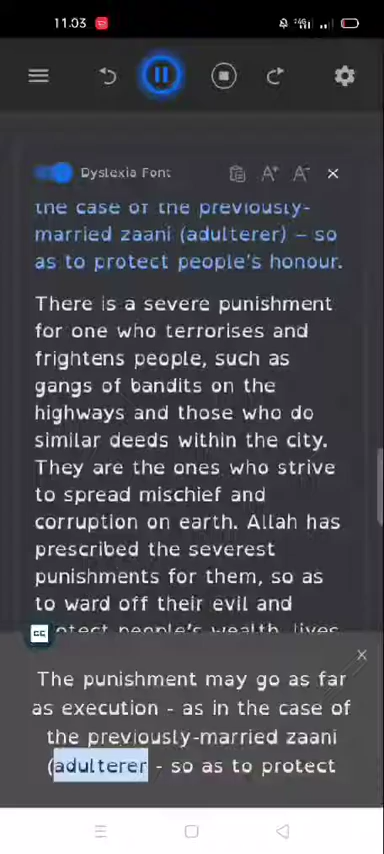 11.03
Dyslexia Font
A+ A-
the case of the previously-
married zaani (adulterer) – so
as to protect people's honour.
There is a severe punishment
for one who terrorises and
frightens people, such as
gangs of bandits on the
highways and those who do
similar deeds within the city.
They are the ones who strive
to spread mischief and
corruption on earth. Allah has
prescribed the severest
punishments for them, so as
to ward off their evil and
protect people's wealth, lives
CC
The punishment may go as far
as execution - as in the case of
the previously-married zaani
(adulterer - so as to protect